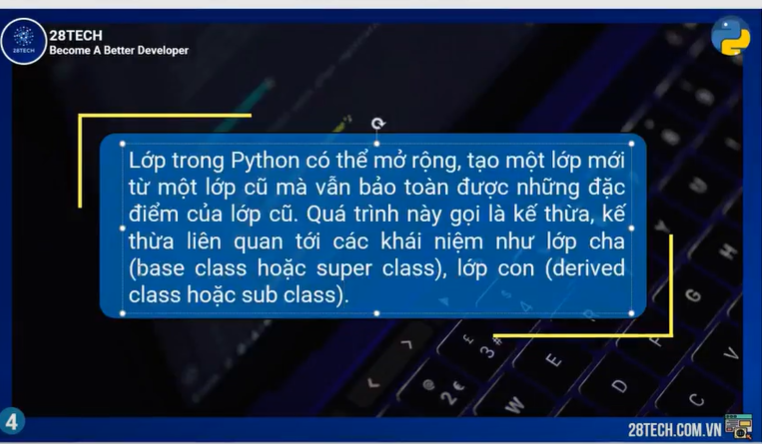 28TECH
Become A Better Developer
28TECH
Lớp trong Python có thể mở rộng, tạo một lớp mới
từ một lớp cũ mà vẫn bảo toàn được những đặc
điểm của lớp cũ. Quá trình này gọi là kế thừa, kế
thừa liên quan tới các khái niệm như lớp cha
(base class hoặc super class), lớp con (derived
class hoặc sub class).
4
28TECH.COM.VN